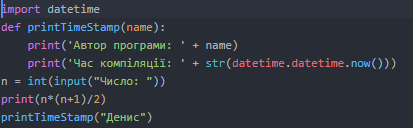 import datetime
def printTimeStamp(name):
    print('Автор програми: ' + name)
    print('Час компіляції: ' + str(datetime.datetime.now()))
n = int(input("Число: "))
print(n*(n+1)/2)
printTimeStamp("Денис")